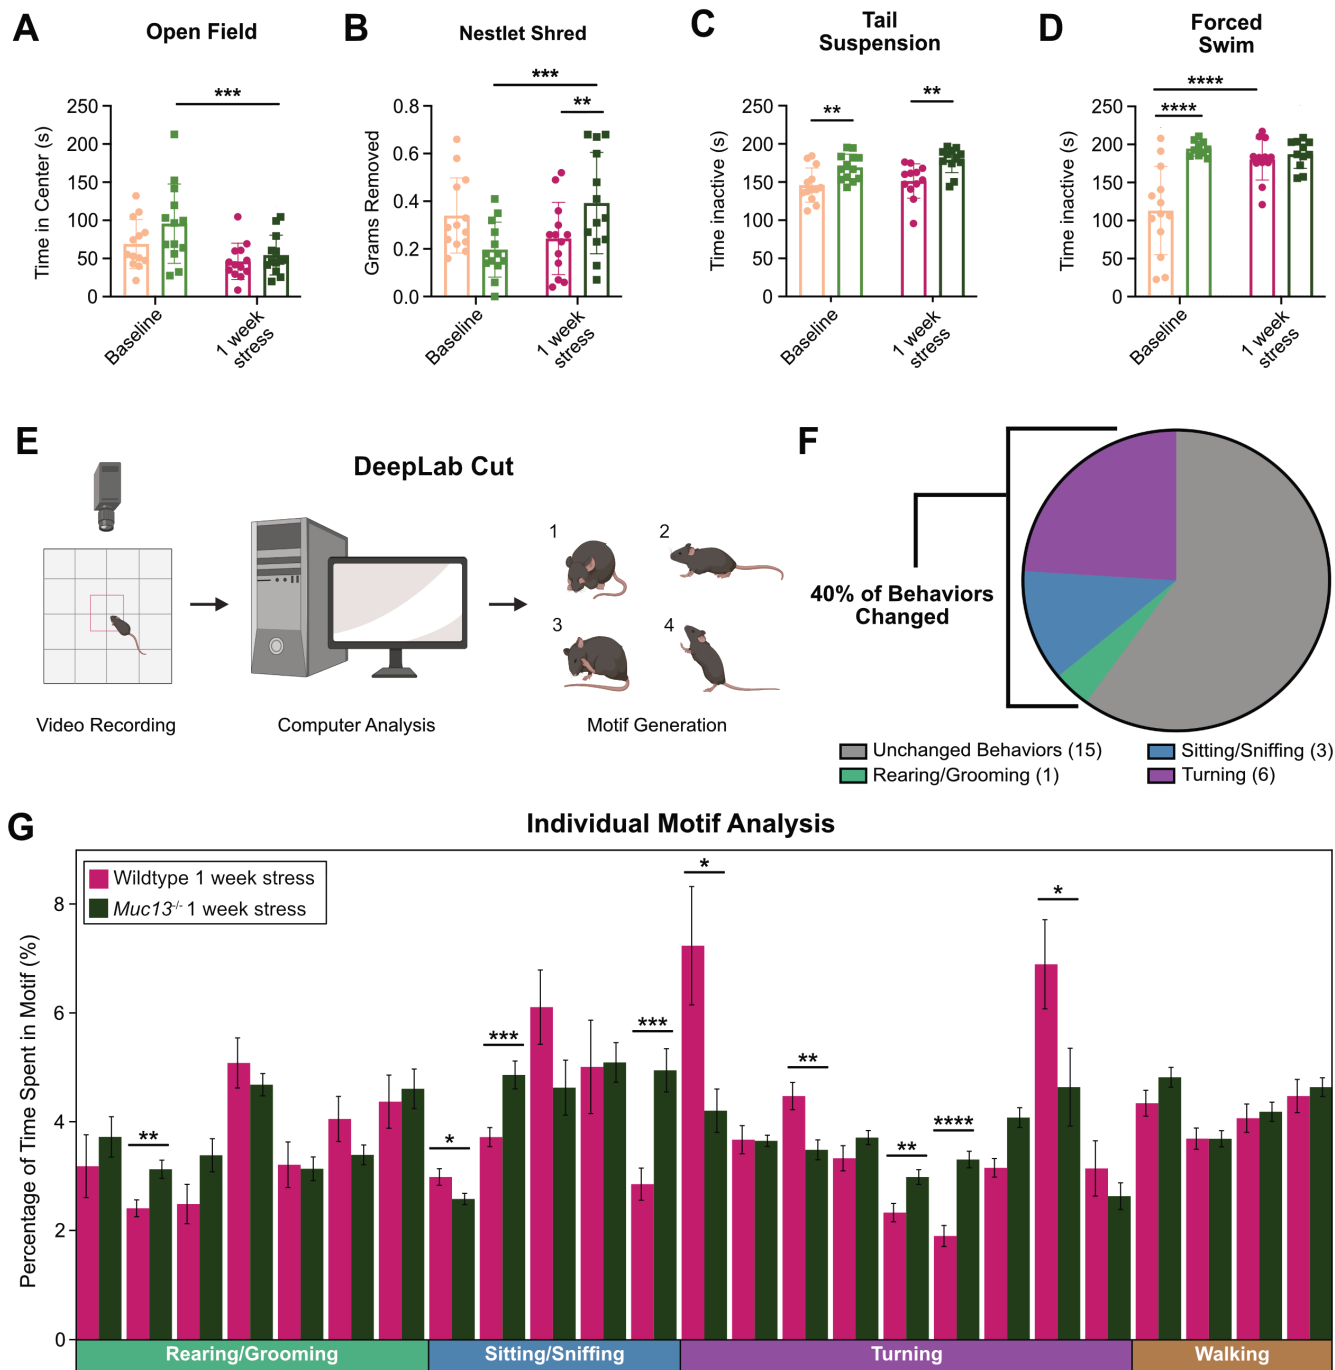 A
Open Field
Time in Center (s)
250
200
150
100
50
0
***
Baseline
1 week
stress
B
Nestlet Shred
Grams Removed
0.8
0.6
0.4
0.2
0.0
***
**
Baseline
1 week
stress
C
Tail
Suspension
Time inactive (s)
250
200
150
100
50
0
**
**
Baseline
1 week
stress
D
Forced
Swim
Time inactive (s)
250
200
150
100
50
0
****
****
Baseline
1 week
stress
E
DeepLab Cut
1
2
3
4
Video Recording
Computer Analysis
Motif Generation
F
40% of Behaviors
Changed
Unchanged Behaviors (15)
Sitting/Sniffing (3)
Rearing/Grooming (1)
Turning (6)
G
Individual Motif Analysis
Wildtype 1 week stress
Muc13-/- 1 week stress
Percentage of Time Spent in Motif (%)
8
6
4
2
0
**
*
***
***
*
**
**
****
*
Rearing/Grooming
Sitting/Sniffing
Turning
Walking